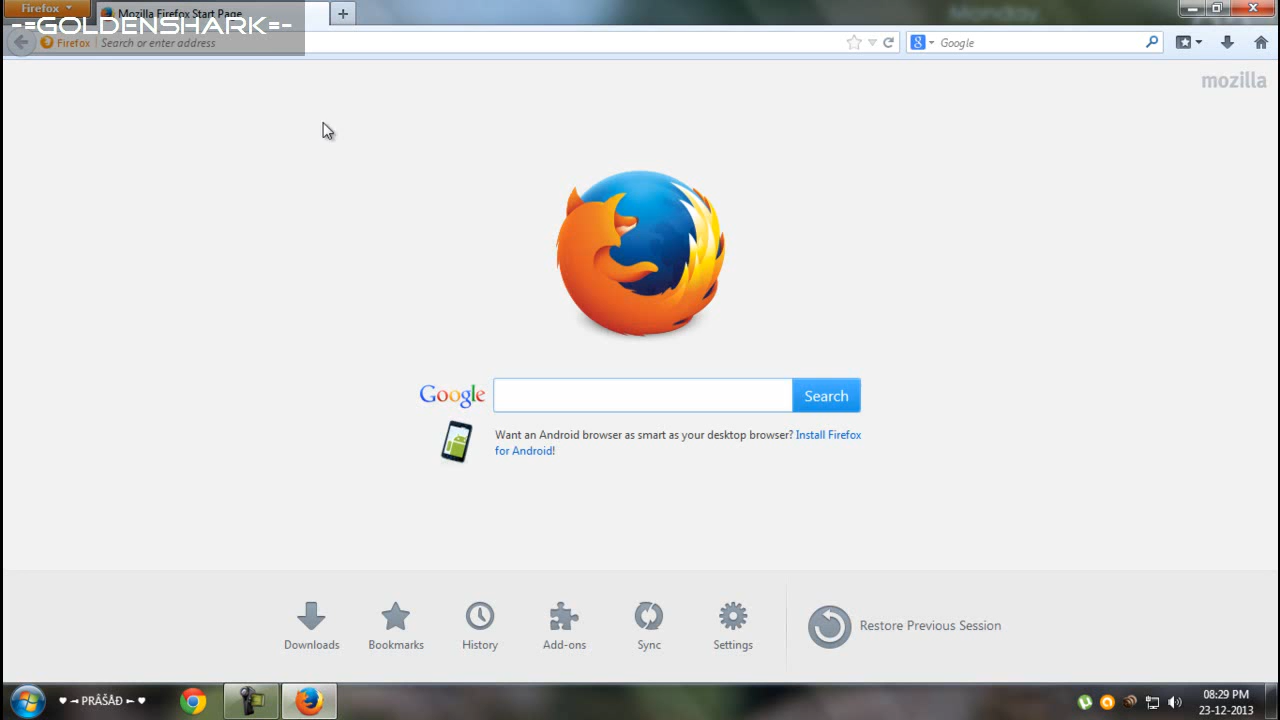 Firefox
Mozilla Firefox Start Page
Monday
-=GOLDENSHARK=-
Firefox
Search or enter address
Google
mozilla
Google
Search
Want an Android browser as smart as your desktop browser? Install Firefox
for Android!
Downloads
Bookmarks
History
Add-ons
Sync
Settings
Restore Previous Session
♥ ⊸ PRÂŠÅĐ ⊷ ♥
08:29 PM
23-12-2013